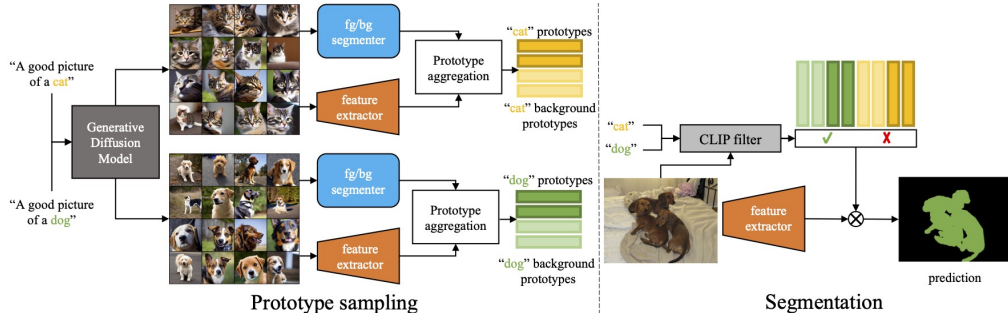 "A good picture
of a cat"
Generative
Diffusion
Model
"A good picture
of a dog"
fg/bg
segmenter
feature
extractor
Prototype
aggregation
"cat" prototypes
"cat" background
prototypes
fg/bg
segmenter
feature
extractor
Prototype
aggregation
"dog" prototypes
"dog" background
prototypes
Prototype sampling
"cat"
"dog"
CLIP filter
✓
✗
feature
extractor
prediction
Segmentation